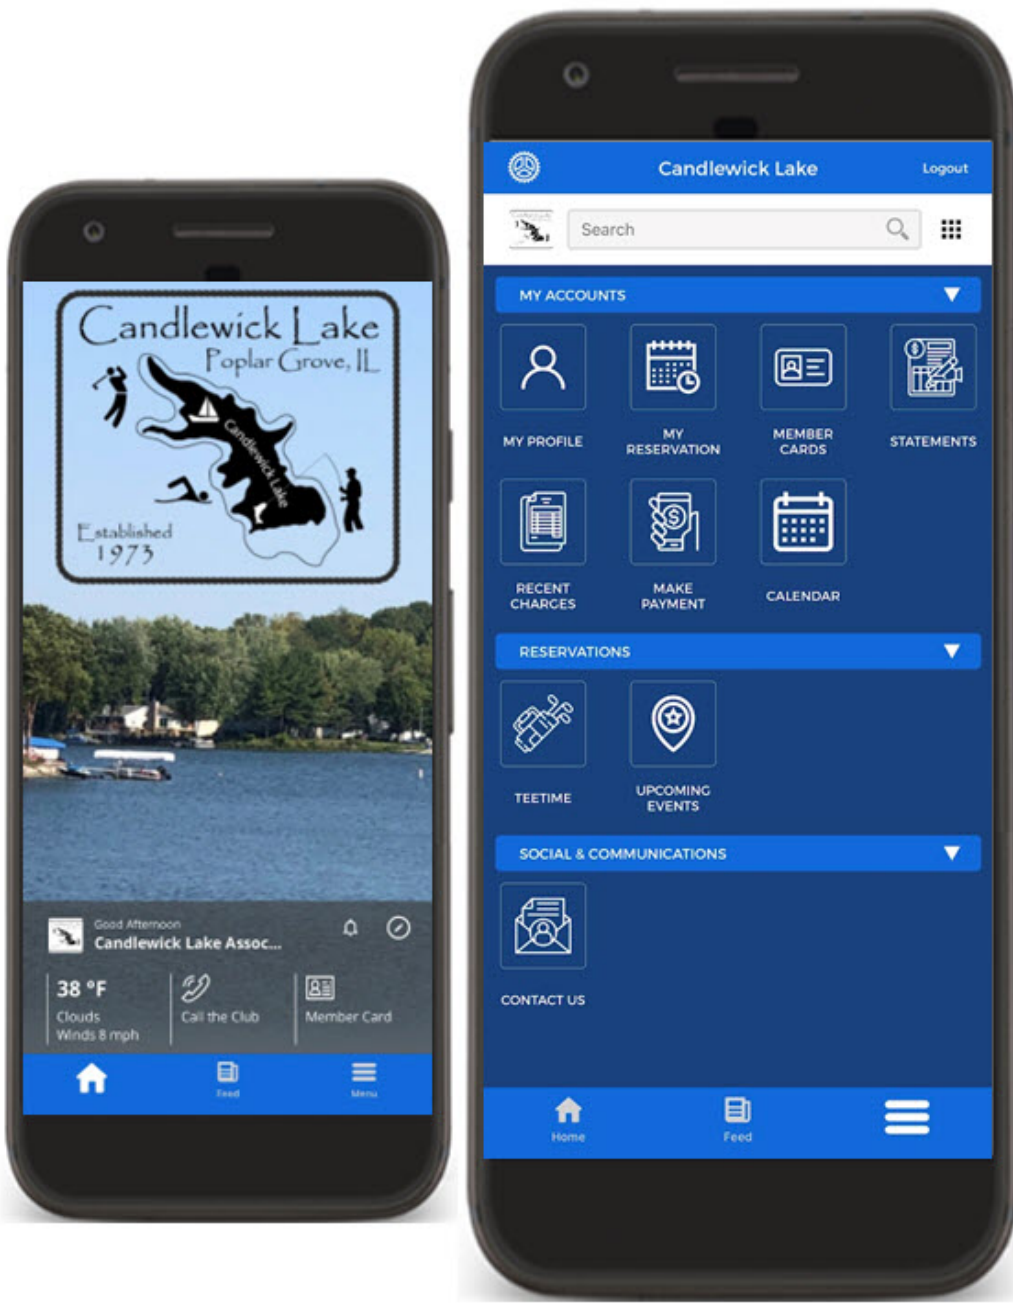 Candlewick Lake
Poplar Grove, IL
Candlewick Lake
Established
1973
Good Afternoon
Candlewick Lake Assoc...
38 °F
Clouds
Winds 8 mph
Call the Club
Member Card
Feed
Menu
Candlewick Lake
Logout
Search
MY ACCOUNTS
MY PROFILE
MY
RESERVATION
MEMBER
CARDS
STATEMENTS
RECENT
CHARGES
MAKE
PAYMENT
CALENDAR
RESERVATIONS
TEETIME
UPCOMING
EVENTS
SOCIAL & COMMUNICATIONS
CONTACT US
Home
Feed